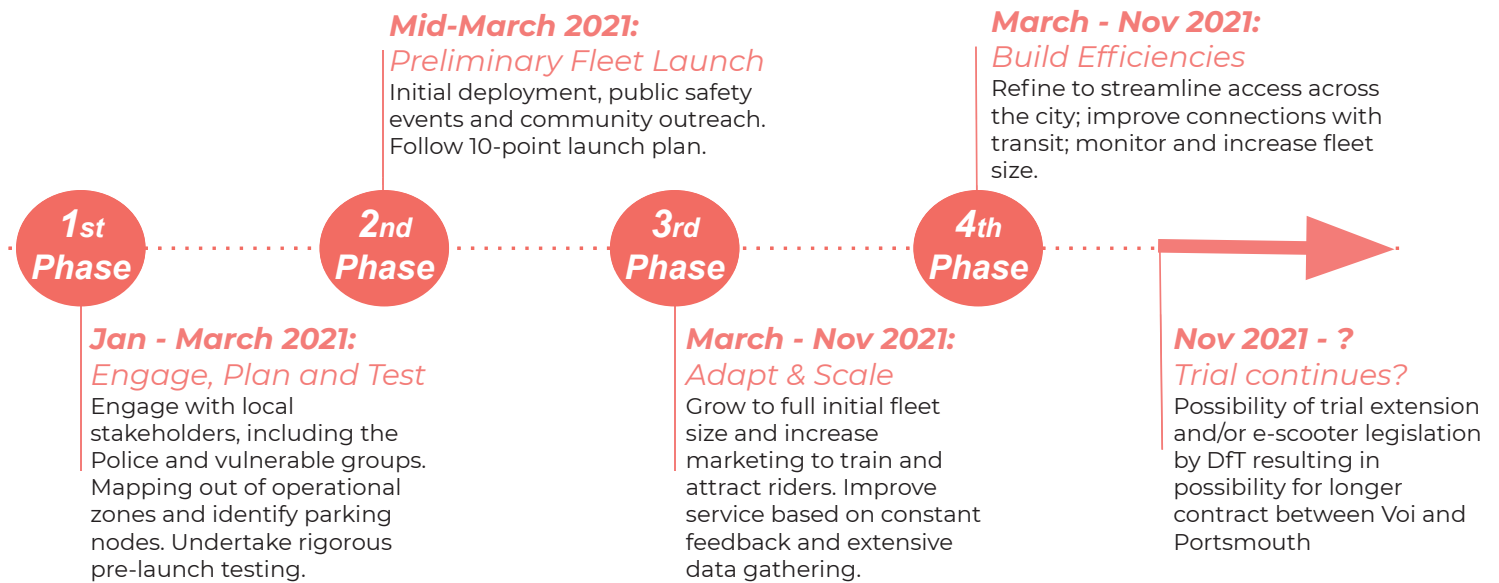 Mid-March 2021:
Preliminary Fleet Launch
Initial deployment, public safety
events and community outreach.
Follow 10-point launch plan.
March - Nov 2021:
Build Efficiencies
Refine to streamline access across
the city; improve connections with
transit; monitor and increase fleet
size.
1st
Phase
2nd
Phase
3rd
Phase
4th
Phase
Jan - March 2021:
Engage, Plan and Test
Engage with local
stakeholders, including the
Police and vulnerable groups.
Mapping out of operational
zones and identify parking
nodes. Undertake rigorous
pre-launch testing.
March - Nov 2021:
Adapt & Scale
Grow to full initial fleet
size and increase
marketing to train and
attract riders. Improve
service based on constant
feedback and extensive
data gathering.
Nov 2021 - ?
Trial continues?
Possibility of trial extension
and/or e-scooter legislation
by DfT resulting in
possibility for longer
contract between Voi and
Portsmouth